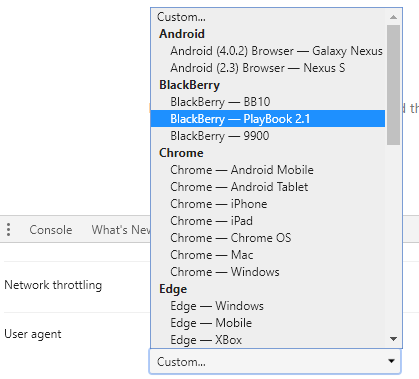 Custom...
Android
Android (4.0.2) Browser — Galaxy Nexus
Android (2.3) Browser — Nexus S
BlackBerry
BlackBerry — BB10
BlackBerry — PlayBook 2.1
BlackBerry — 9900
Chrome
Chrome — Android Mobile
Chrome — Android Tablet
Chrome — iPhone
Chrome — iPad
Chrome — Chrome OS
Chrome — Mac
Chrome — Windows
Edge
Edge — Windows
Edge — Mobile
Edge — XBox
Console What's New
Network throttling
User agent
Custom...